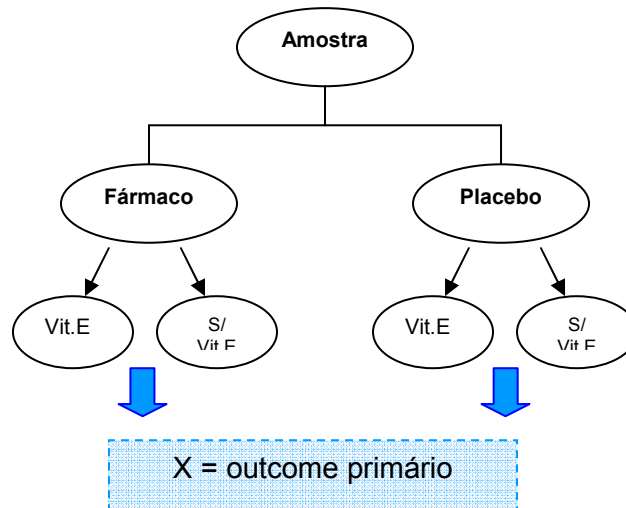 Amostra
Fármaco
Placebo
Vit.E
S/
Vit.E
Vit.E
S/
Vit.E
X = outcome primário